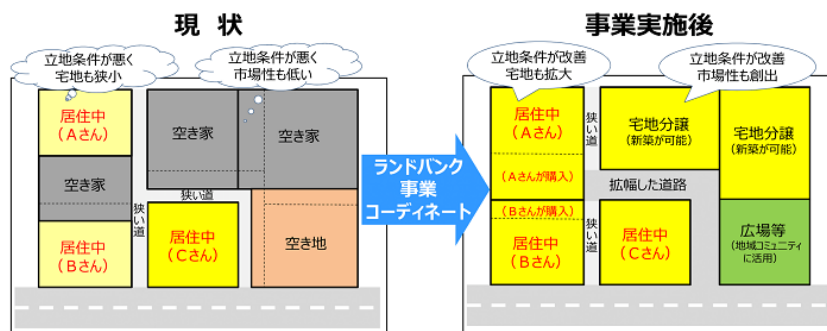 現 状
立地条件が悪く
宅地も狭小
立地条件が悪く
市場性も低い
居住中
(Aさん)
空き家
空き家
空き家
狭い道
狭い道
居住中
(Bさん)
居住中
(Cさん)
空き地
ランドバンク
事業
コーディネート
事業実施後
立地条件が改善
宅地も拡大
立地条件が改善
市場性も創出
居住中
(Aさん)
(Aさんが購入)
狭い道
宅地分譲
(新築が可能)
宅地分譲
(新築が可能)
拡幅した道路
(Bさんが購入)
居住中
(Bさん)
狭い道
居住中
(Cさん)
広場等
(地域コミュニティ
に活用)